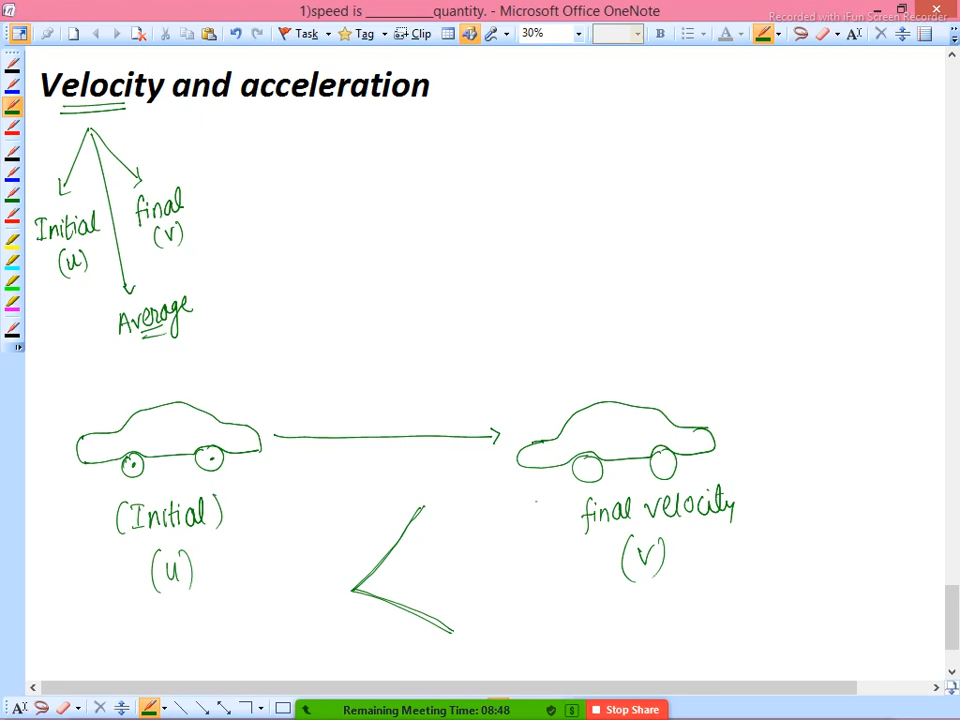 1)speed is __________quantity. - Microsoft Office OneNote
Recorded with iFun Screen Recorder
Task
Tag
Clip
30%
B
A
A
Velocity and acceleration
Initial
(u)
final
(v)
Average
(Initial)
(u)
final velocity
(v)
A
Remaining Meeting Time: 08:48
Stop Share